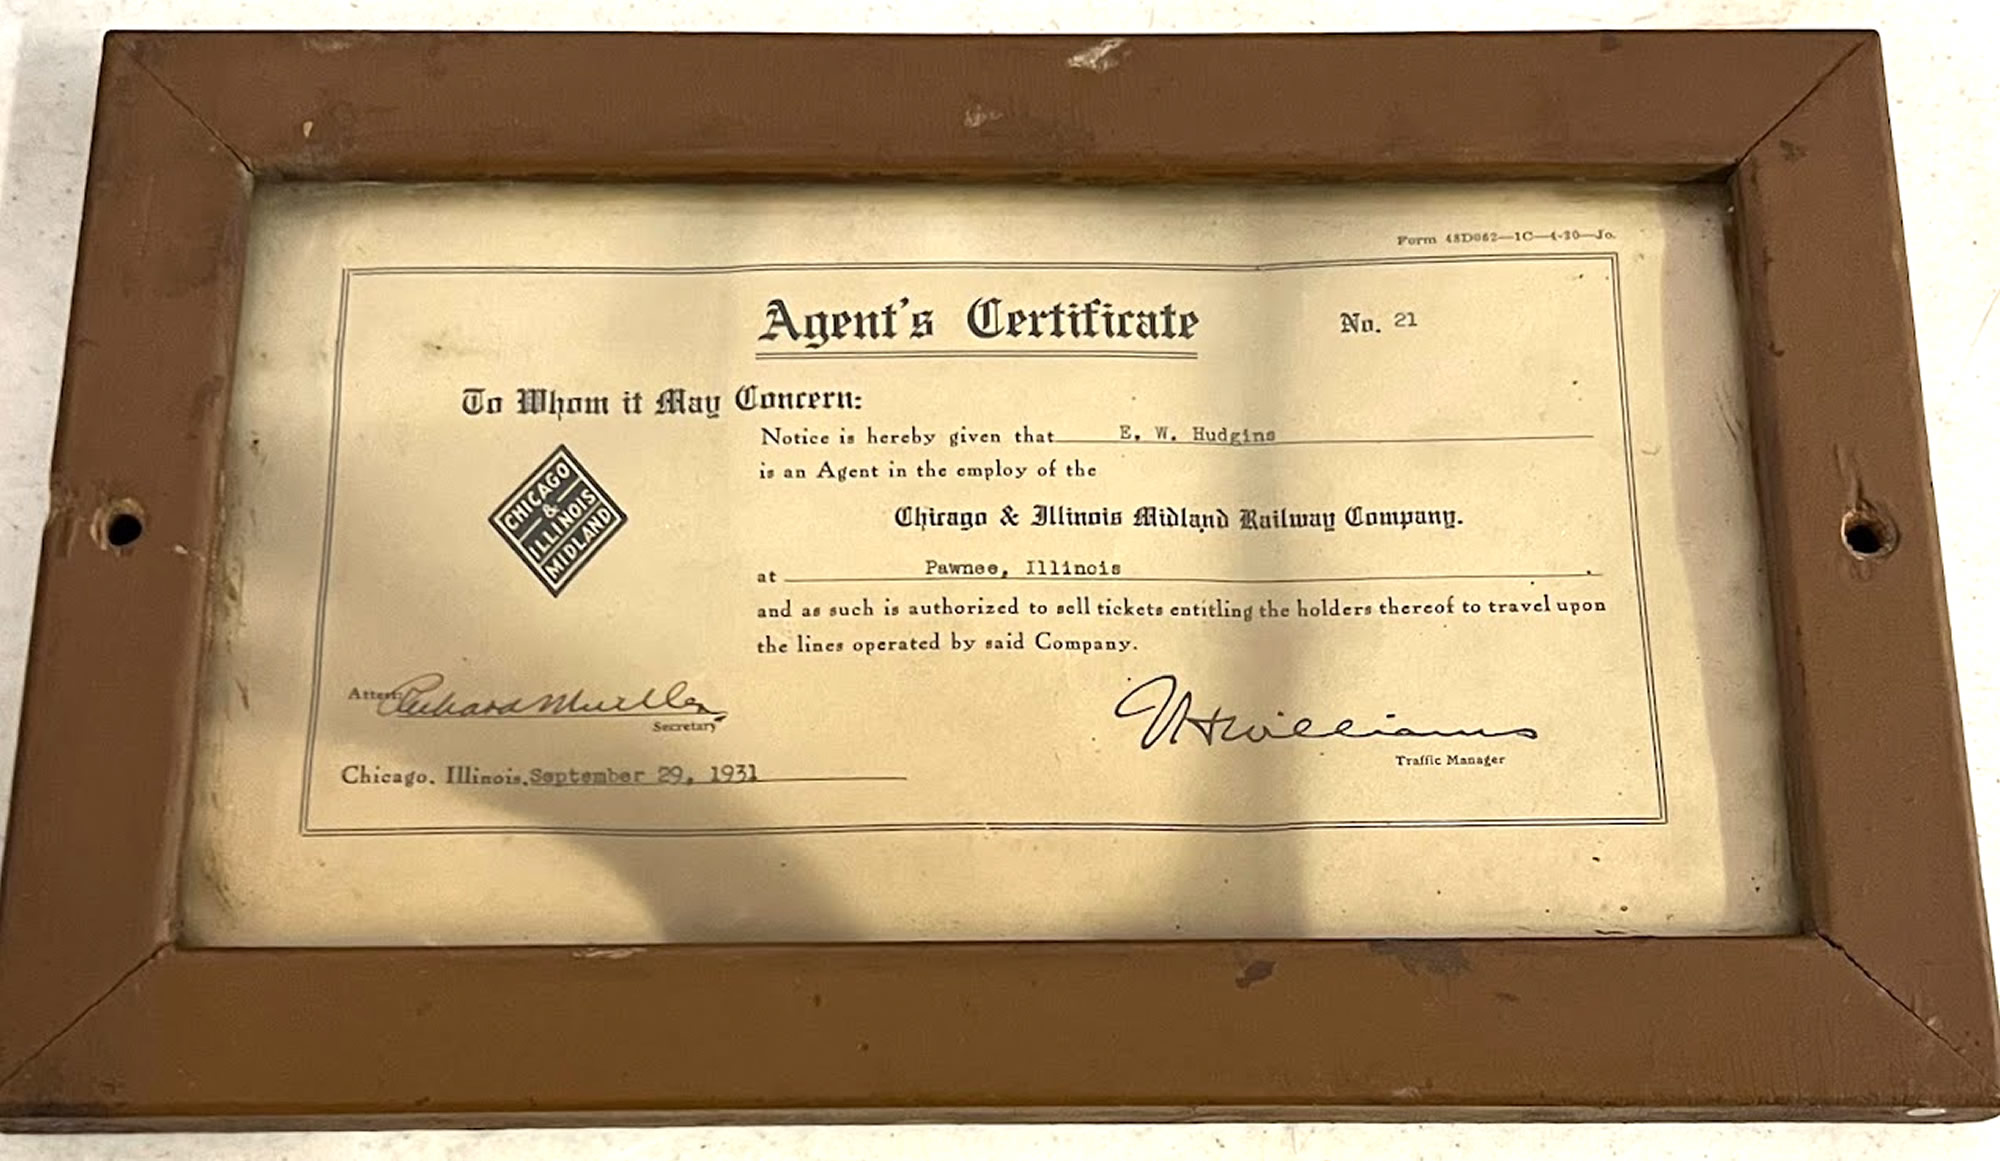 Form 48D062—1C—4-30—Jo.
Agent's Certificate
No. 21
To Whom it May Concern:
Notice is hereby given that E. W. Hudgins
is an Agent in the employ of the
CHICAGO
&
ILLINOIS
MIDLAND
Chicago & Illinois Midland Railway Company.
at Pawnee, Illinois.
and as such is authorized to sell tickets entitling the holders thereof to travel upon
the lines operated by said Company.
Attest: Richard Mueller
Secretary
Williams
Traffic Manager
Chicago, Illinois, September 29, 1931